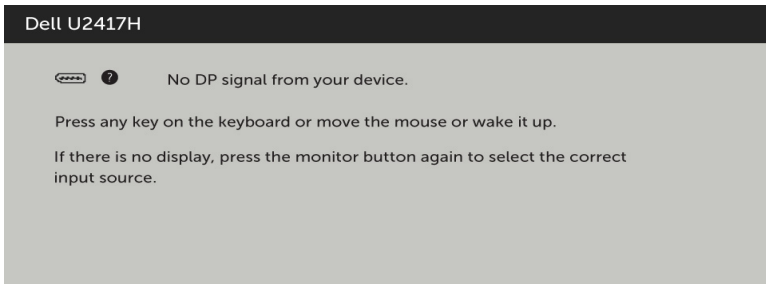 Dell U2417H
No DP signal from your device.
Press any key on the keyboard or move the mouse or wake it up.
If there is no display, press the monitor button again to select the correct
input source.